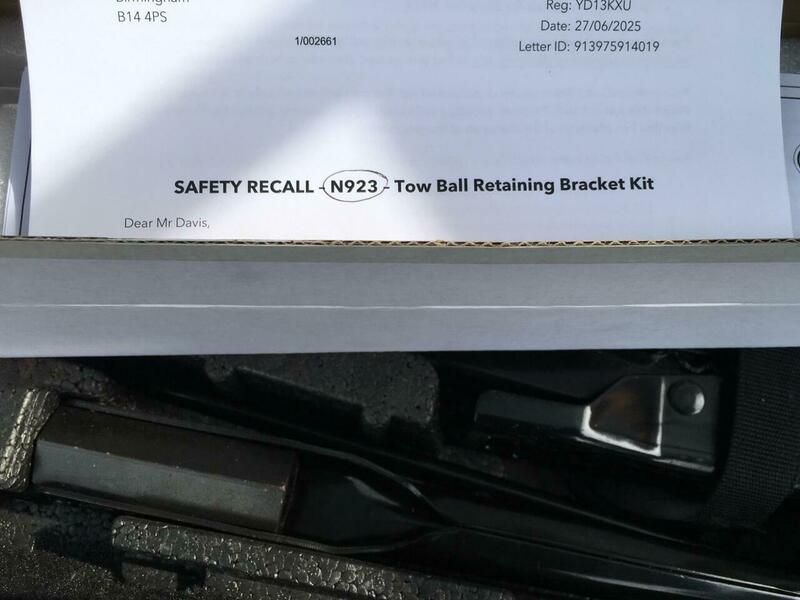 Birmingham
B14 4PS
Reg: YD13KXU
Date: 27/06/2025
Letter ID: 913975914019
1/002661
SAFETY RECALL - N923 - Tow Ball Retaining Bracket Kit
Dear Mr Davis,